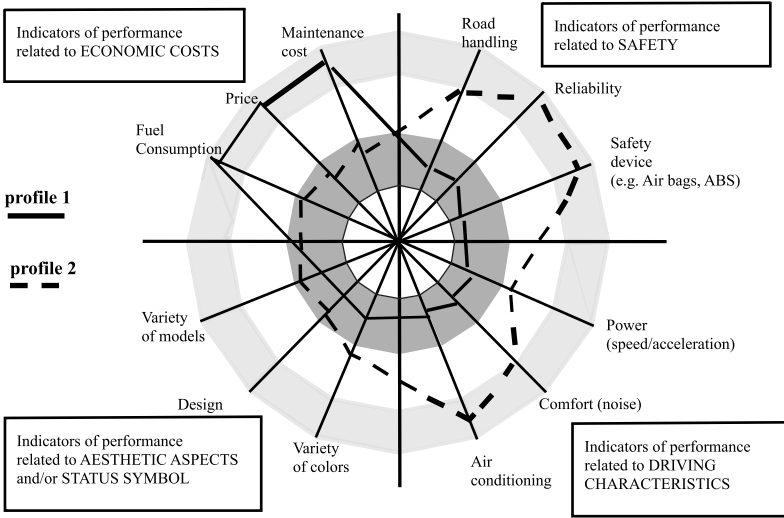 Indicators of performance
related to ECONOMIC COSTS
Maintenance
cost
Road
handling
Indicators of performance
related to SAFETY
Price
Reliability
Fuel
Consumption
Safety
device
(e.g. Air bags, ABS)
profile 1
profile 2
Variety
of models
Power
(speed/acceleration)
Design
Comfort (noise)
Indicators of performance
related to AESTHETIC ASPECTS
and/or STATUS SYMBOL
Variety
of colors
Air
conditioning
Indicators of performance
related to DRIVING
CHARACTERISTICS